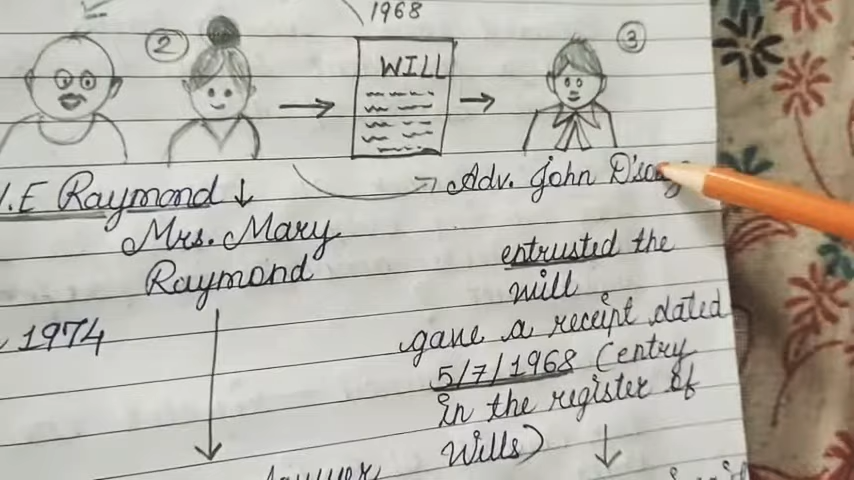 1968
2
3
WILL
.E Raymond
Adv. John
Mrs. Mary
Raymond
entrusted the
will
1974
gave a receipt dated
5/7/1968 (entry
in the register of
Wills)